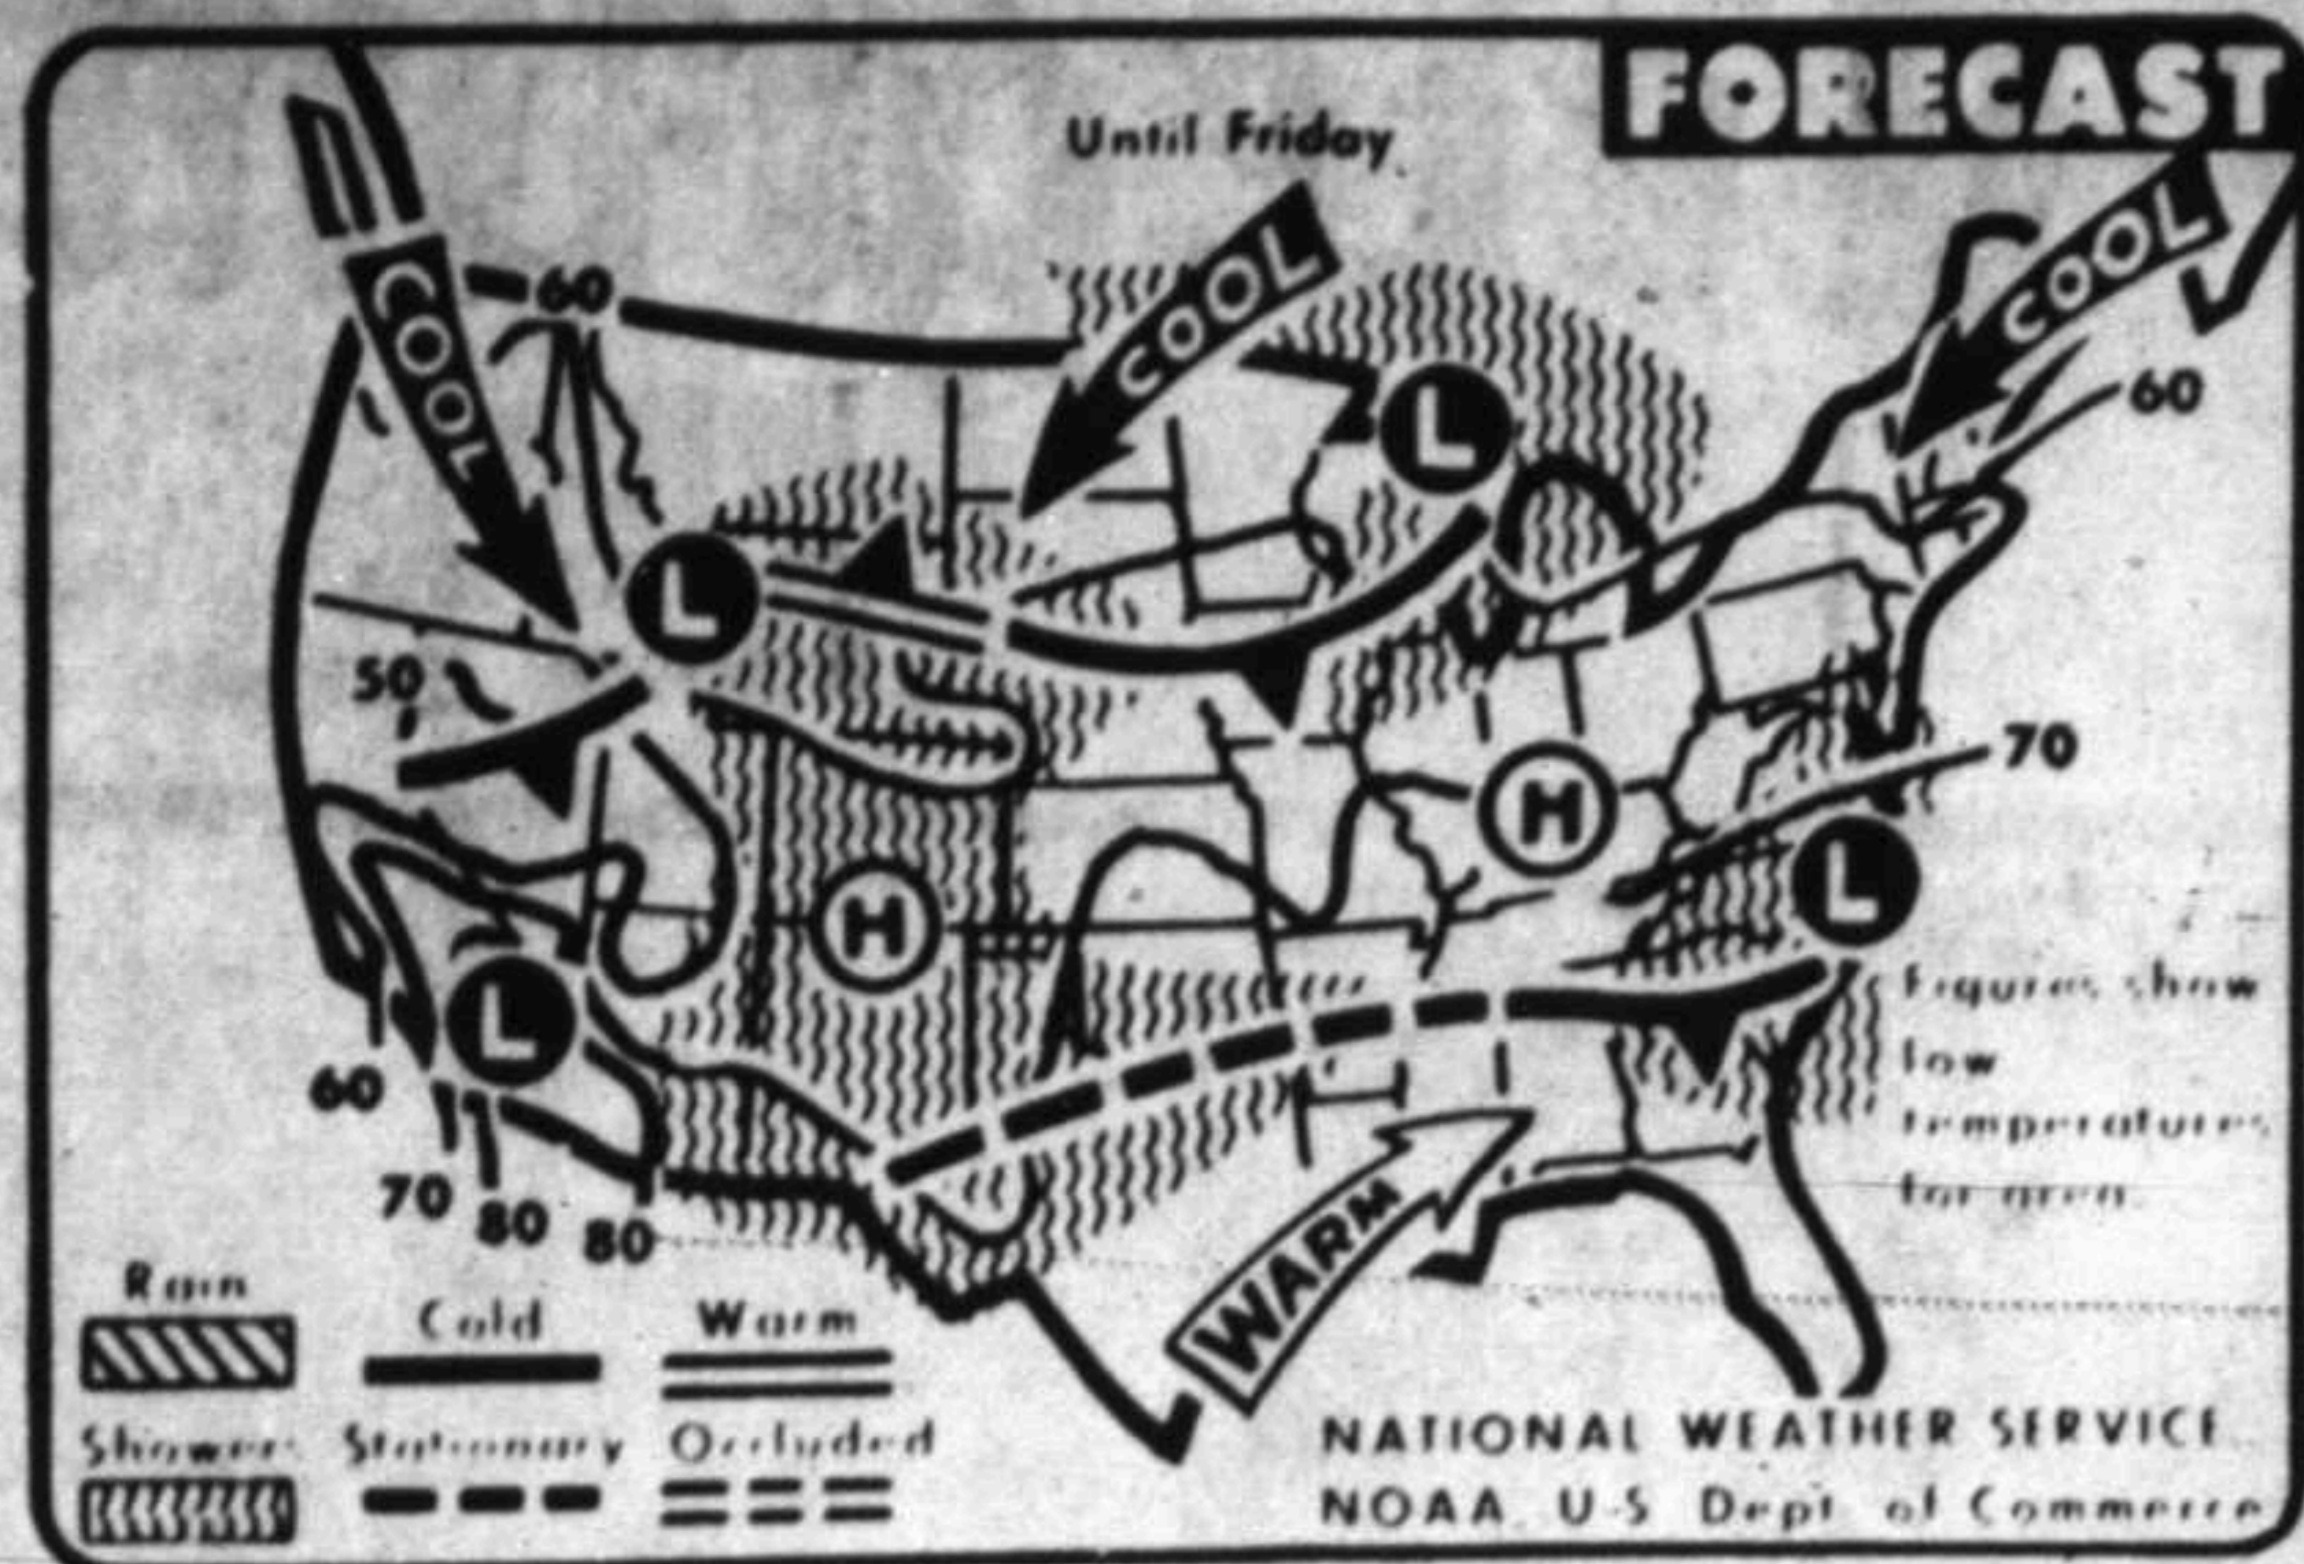 FORECAST
Until Friday
COOL
COOL
COOL
60
60
L
L
50
70
H
L
H
L
Figures show
low
temperatures
for area.
60
70
80
80
WARM
Rain
Cold
Warm
Shower
Stationary
Occluded
NATIONAL WEATHER SERVICE
NOAA U-S Dept. of Commerce